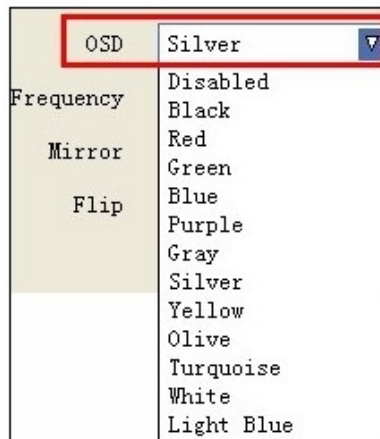 OSD Silver
Disabled
Frequency
Black
Red
Mirror
Green
Blue
Flip
Purple
Gray
Silver
Yellow
Olive
Turquoise
White
Light Blue